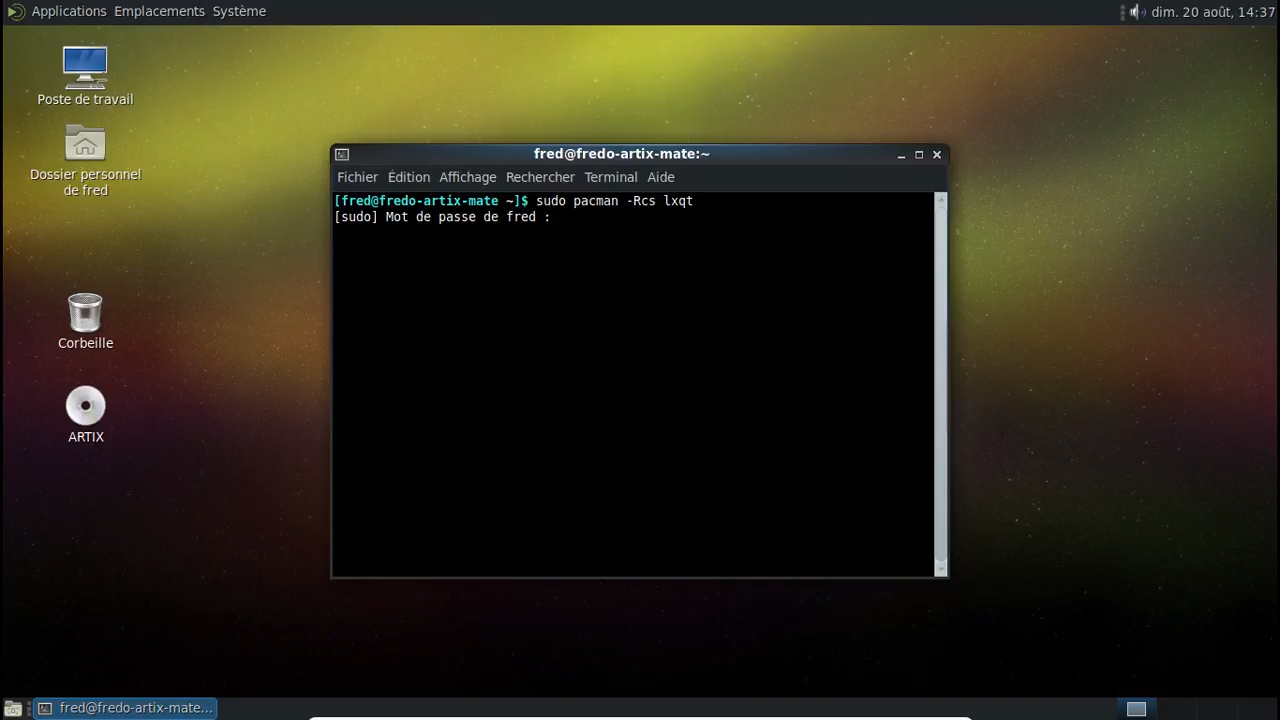 Applications Emplacements Système
dim. 20 août, 14:37
Poste de travail
Dossier personnel
de fred
Corbeille
ARTIX
fred@fredo-artix-mate:~
Fichier Édition Affichage Rechercher Terminal Aide
[fred@fredo-artix-mate ~]$ sudo pacman -Rcs lxqt
[sudo] Mot de passe de fred :
fred@fredo-artix-mate...